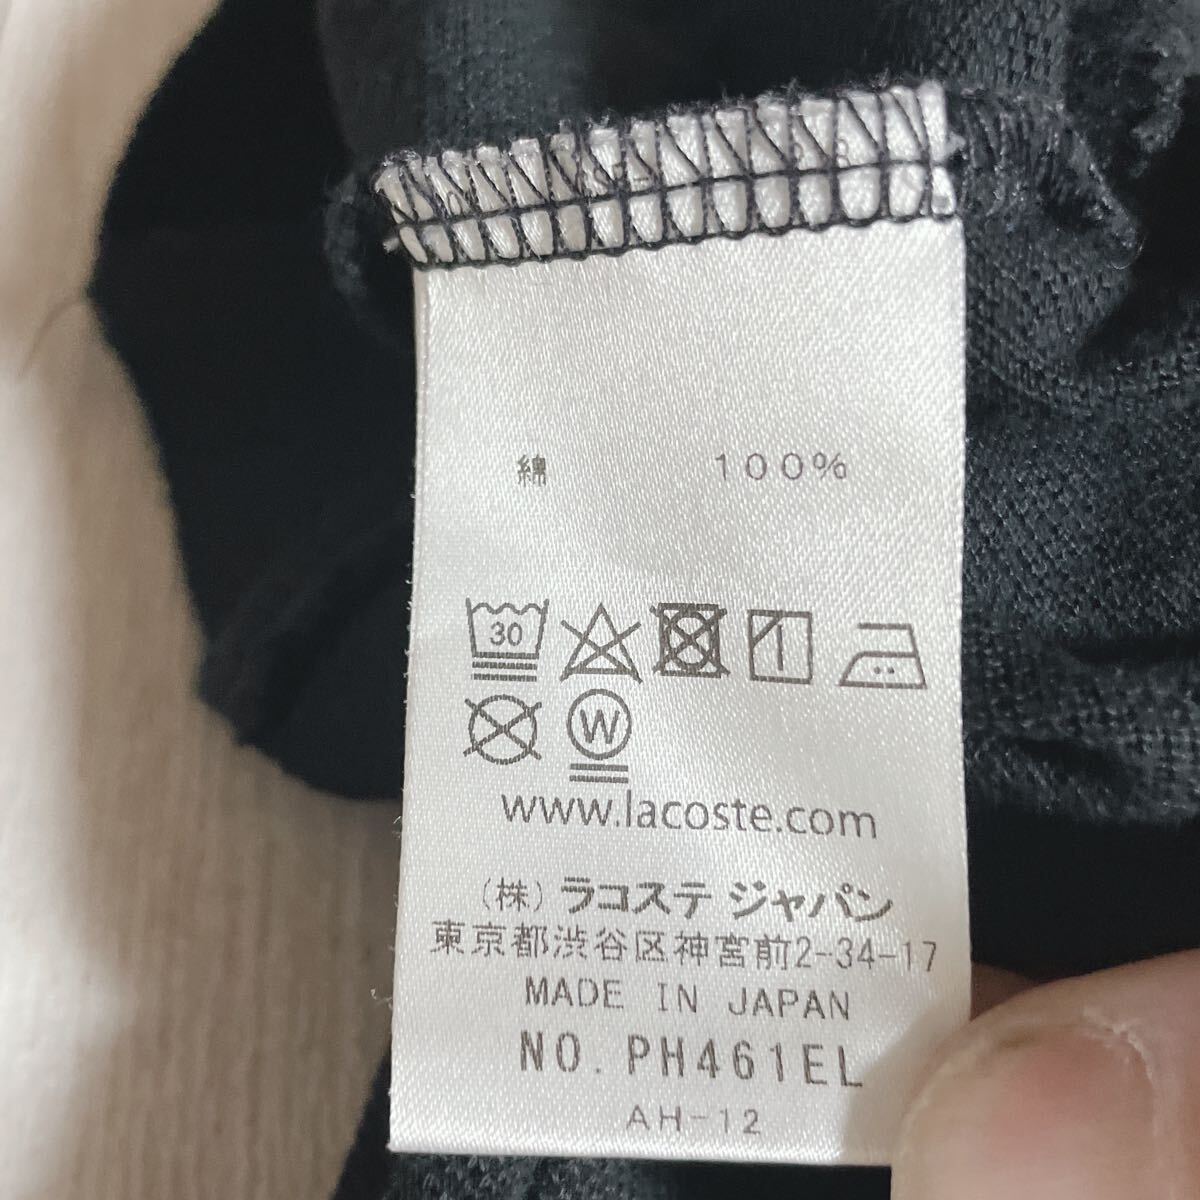 綿 100%
30
W
www.lacoste.com
(株) ラコステ ジャパン
東京都渋谷区神宮前2-34-17
MADE IN JAPAN
NO. PH461EL
AH-12